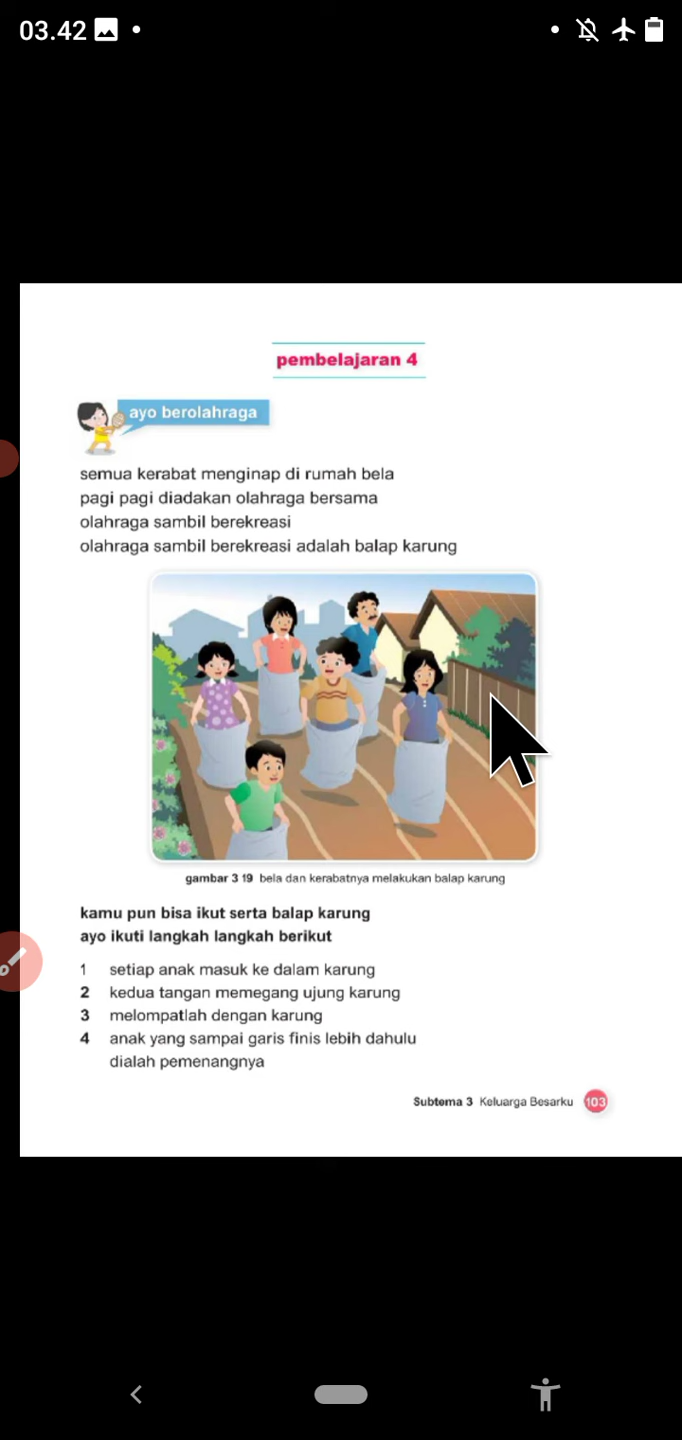 03.42
pembelajaran 4
ayo berolahraga
semua kerabat menginap di rumah bela
pagi pagi diadakan olahraga bersama
olahraga sambil berekreasi
olahraga sambil berekreasi adalah balap karung
gambar 3 19 bela dan kerabatnya melakukan balap karung
kamu pun bisa ikut serta balap karung
ayo ikuti langkah langkah berikut
1 setiap anak masuk ke dalam karung
2 kedua tangan memegang ujung karung
3 melompatlah dengan karung
4 anak yang sampai garis finis lebih dahulu
dialah pemenangnya
Subtema 3 Keluarga Besarku 103